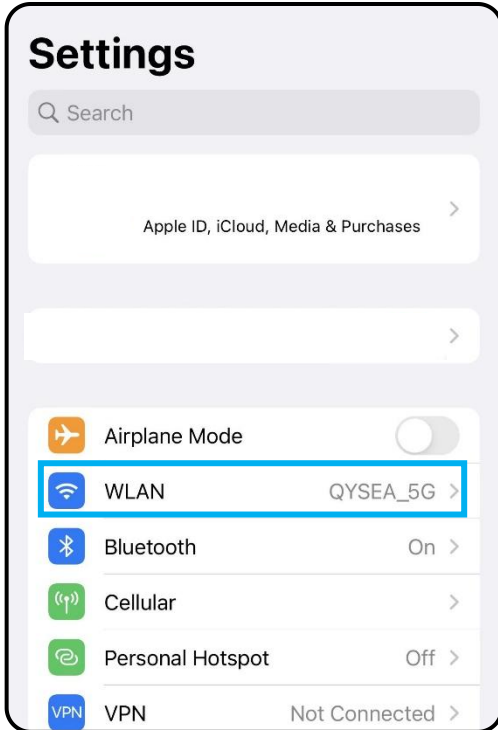 Settings
Search
Apple ID, iCloud, Media & Purchases
Airplane Mode
WLAN QYSEA_5G
Bluetooth On
Cellular
Personal Hotspot Off
VPN VPN Not Connected